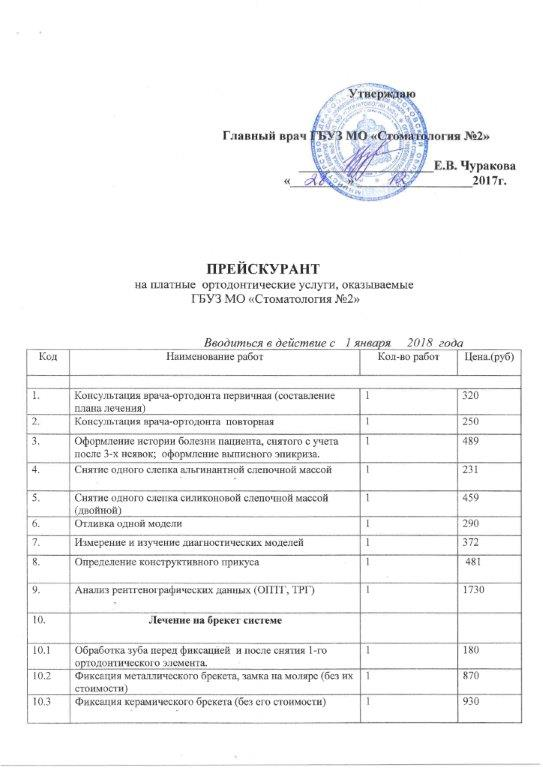 Утверждаю
Главный врач ГБУЗ МО «Стоматология №2»
Е.В. Чуракова
« 28 » 12 2017г.
ПРЕЙСКУРАНТ
на платные ортодонтические услуги, оказываемые
ГБУЗ МО «Стоматология №2»
Вводиться в действие с 1 января 2018 года
Код Наименование работ Кол-во работ Цена.(руб)
1. Консультация врача-ортодонта первичная (составление 1 320
плана лечения)
2. Консультация врача-ортодонта повторная 1 250
3. Оформление истории болезни пациента, снятого с учета 1 489
после 3-х неявок; оформление выписного эпикриза.
4. Снятие одного слепка альгинантной слепочной массой 1 231
5. Снятие одного слепка силиконовой слепочной массой 1 459
(двойной)
6. Отливка одной модели 1 290
7. Измерение и изучение диагностических моделей 1 372
8. Определение конструктивного прикуса 1 481
9. Анализ рентгенографических данных (ОПТГ, ТРГ) 1 1730
10. Лечение на брекет системе
10.1 Обработка зуба перед фиксацией и после снятия 1-го 1 180
ортодонтического элемента.
10.2 Фиксация металлического брекета, замка на моляре (без их 1 870
стоимости)
10.3 Фиксация керамического брекета (без его стоимости) 1 930